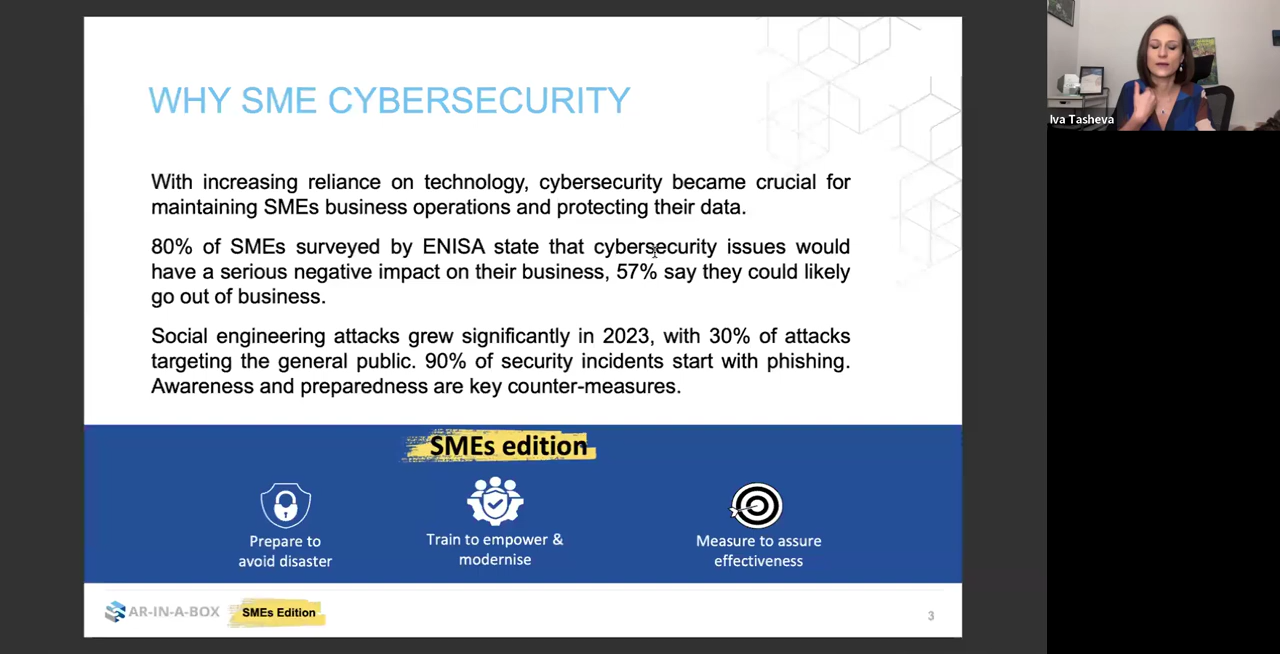 WHY SME CYBERSECURITY
With increasing reliance on technology, cybersecurity became crucial for
maintaining SMEs business operations and protecting their data.
80% of SMEs surveyed by ENISA state that cybersecurity issues would
have a serious negative impact on their business, 57% say they could likely
go out of business.
Social engineering attacks grew significantly in 2023, with 30% of attacks
targeting the general public. 90% of security incidents start with phishing.
Awareness and preparedness are key counter-measures.
SMEs edition
Prepare to
avoid disaster
Train to empower &
modernise
Measure to assure
effectiveness
AR-IN-A-BOX
SMEs Edition
3
Iva Tasheva